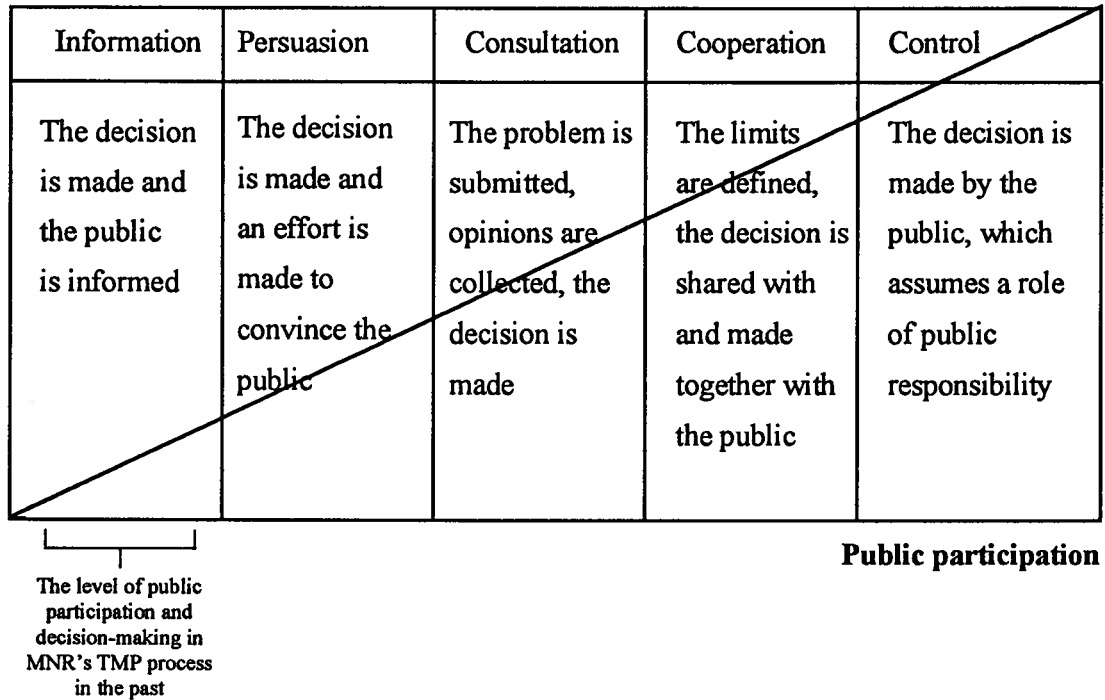 Information
Persuasion
Consultation
Cooperation
Control
The decision
is made and
the public
is informed
The decision
is made and
an effort is
made to
convince the
public
The problem is
submitted,
opinions are
collected, the
decision is
made
The limits
are defined,
the decision is
shared with
and made
together with
the public
The decision is
made by the
public, which
assumes a role
of public
responsibility
Public participation
The level of public
participation and
decision-making in
MNR's TMP process
in the past